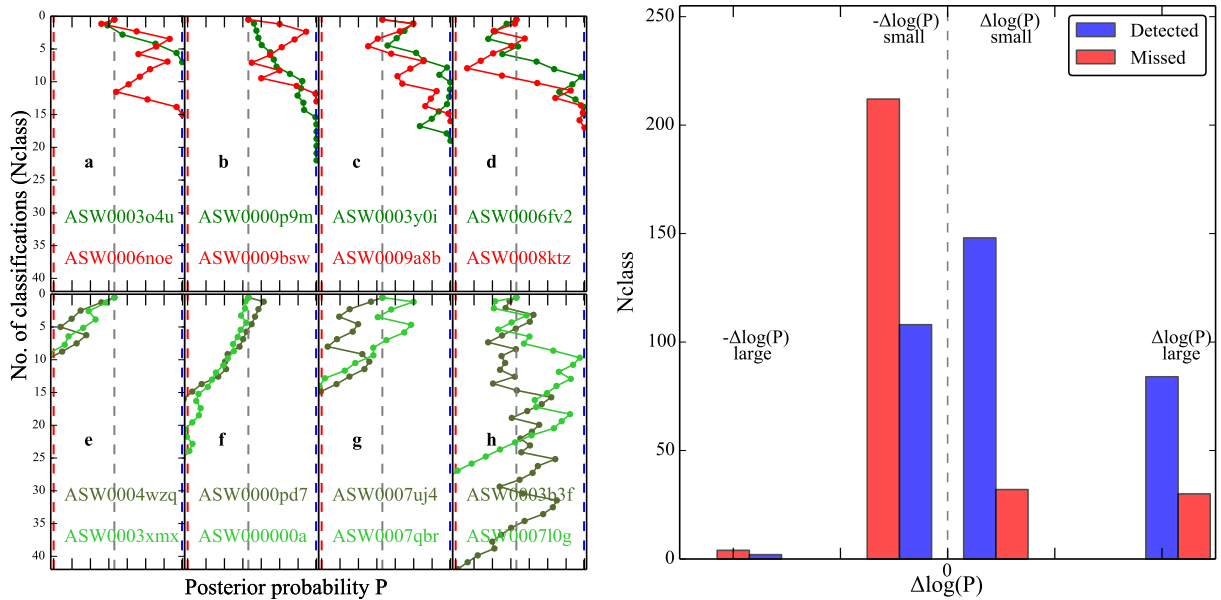 No. of classifications (Nclass)
0
5
10
15
20
25
30
35
40
a
b
c
d
ASW0003o4u
ASW0000p9m
ASW0003y0i
ASW0006fv2
ASW0006noe
ASW0009bsw
ASW0009a8b
ASW0008ktz
0
5
10
15
20
25
30
35
40
e
f
g
h
ASW0004wzq
ASW0000pd7
ASW0007uj4
ASW0003b3f
ASW0003xmx
ASW000000a
ASW0007qbr
ASW0007l0g
Posterior probability P
Nclass
250
200
150
100
50
0
-Δlog(P)
small
Δlog(P)
small
Detected
Missed
-Δlog(P)
large
Δlog(P)
large
0
Δlog(P)